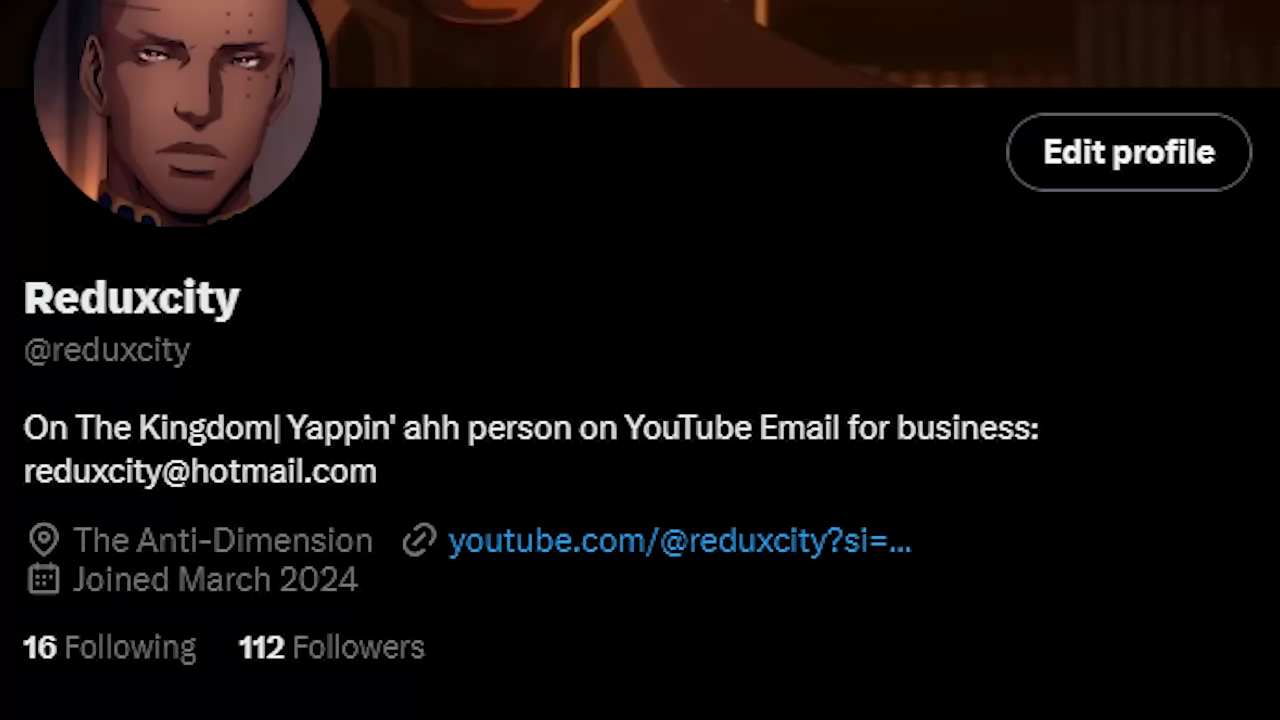 Edit profile
Reduxcity
@reduxcity
On The Kingdom| Yappin' ahh person on YouTube Email for business:
reduxcity@hotmail.com
The Anti-Dimension youtube.com/@reduxcity?si=...
Joined March 2024
16 Following 112 Followers